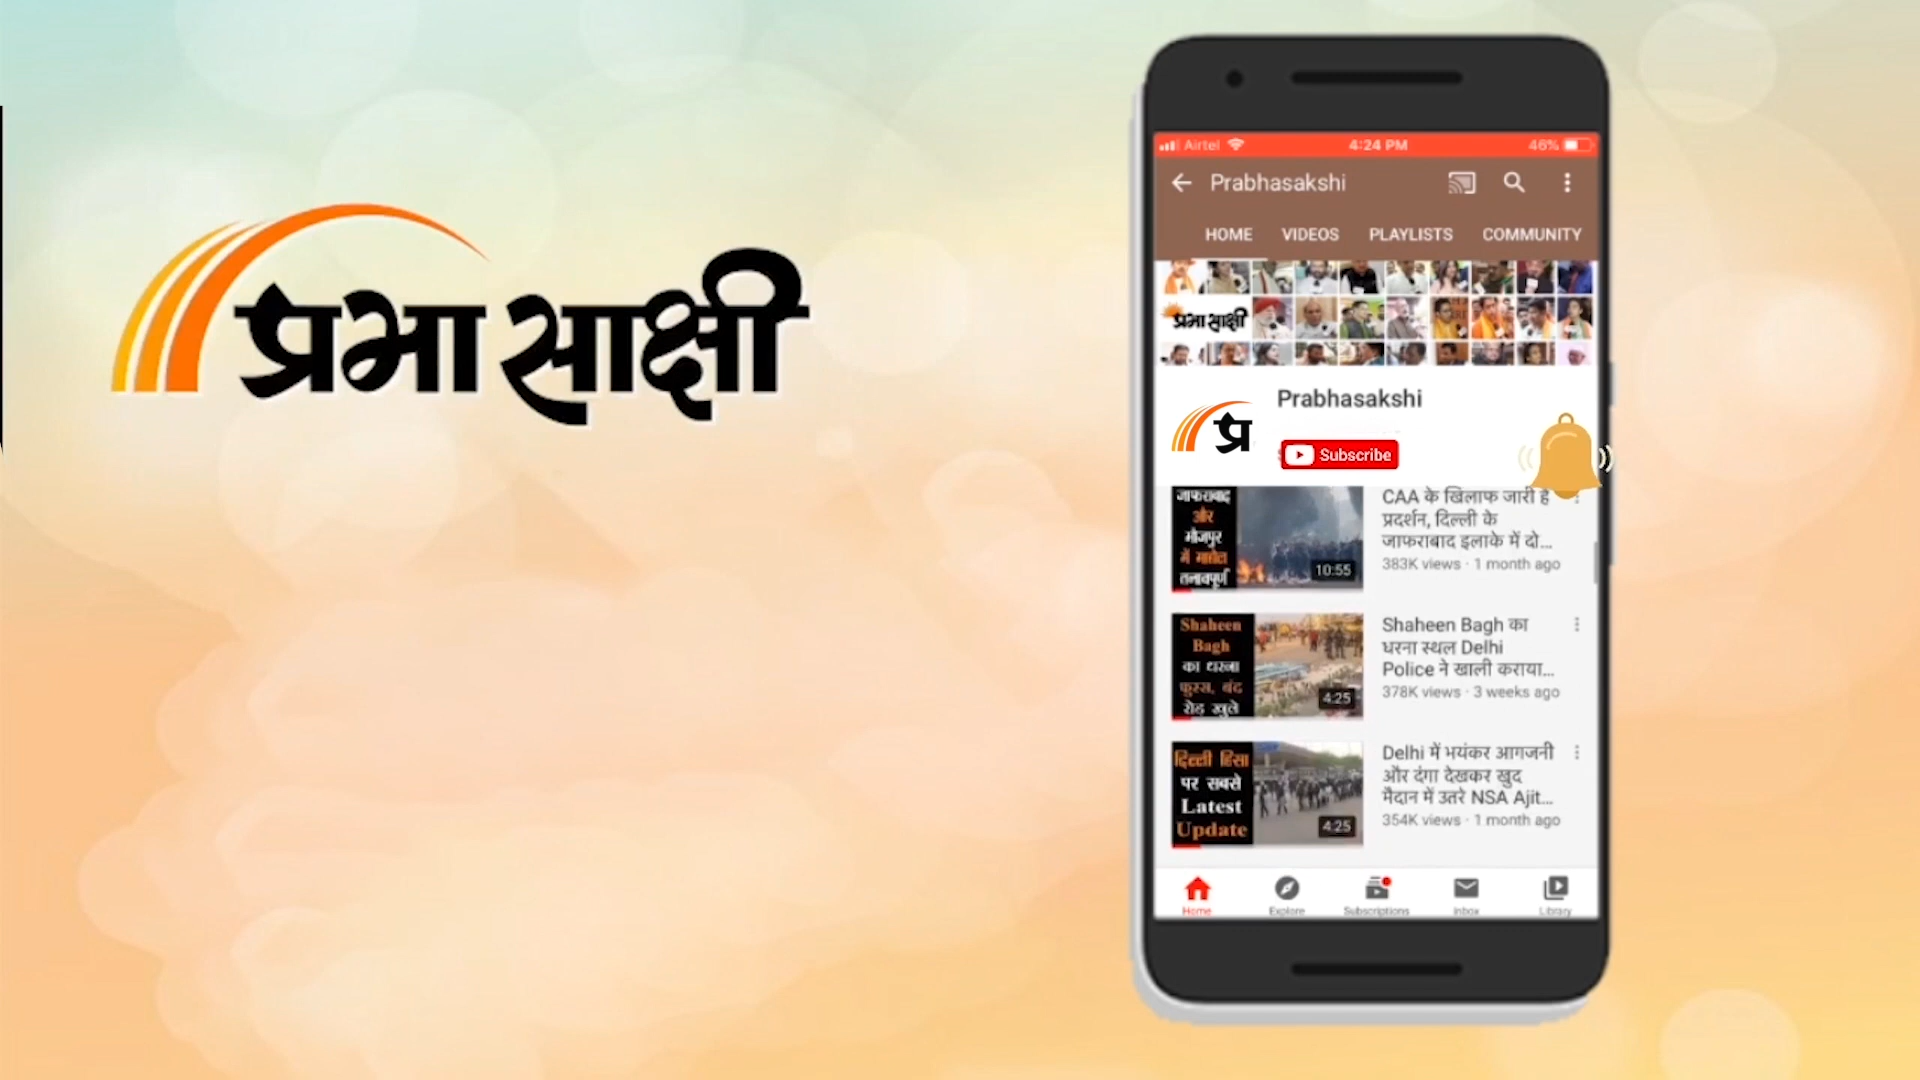 प्रभासाक्षी
Airtel 4:24 PM 46%
Prabhasakshi
HOME VIDEOS PLAYLISTS COMMUNITY
प्रभासाक्षी
Prabhasakshi
प्र
Subscribe
जाफराबाद
और
मौजपुर
में माहौल
तनावपूर्ण
10:55
CAA के खिलाफ जारी है
प्रदर्शन, दिल्ली के
जाफराबाद इलाके में दो...
383K views · 1 month ago
Shaheen
Bagh
का धरना
फुस्स, बंद
रोड खुले
4:25
Shaheen Bagh का
धरना स्थल Delhi
Police ने खाली कराया...
378K views · 3 weeks ago
दिल्ली हिंसा
पर सबसे
Latest
Update
4:25
Delhi में भयंकर आगजनी
और दंगा देखकर खुद
मैदान में उतरे NSA Ajit...
354K views · 1 month ago
Home Explore Subscriptions Inbox Library